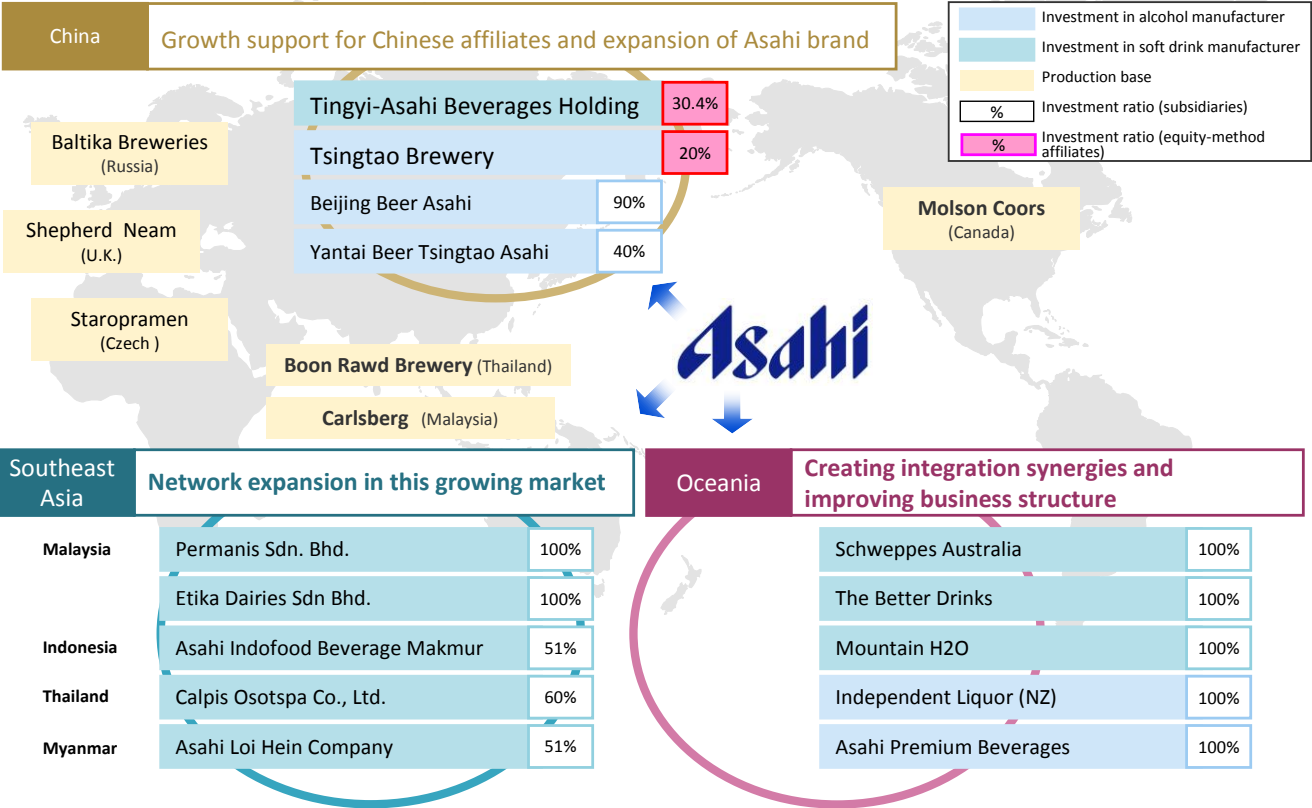 China
Growth support for Chinese affiliates and expansion of Asahi brand
Investment in alcohol manufacturer
Investment in soft drink manufacturer
Production base
% Investment ratio (subsidiaries)
% Investment ratio (equity-method
affiliates)
Tingyi-Asahi Beverages Holding 30.4%
Tsingtao Brewery 20%
Beijing Beer Asahi 90%
Yantai Beer Tsingtao Asahi 40%
Baltika Breweries
(Russia)
Shepherd Neam
(U.K.)
Staropramen
(Czech )
Molson Coors
(Canada)
Boon Rawd Brewery (Thailand)
Carlsberg (Malaysia)
Asahi
Southeast
Asia
Network expansion in this growing market
Malaysia Permanis Sdn. Bhd. 100%
Etika Dairies Sdn Bhd. 100%
Indonesia Asahi Indofood Beverage Makmur 51%
Thailand Calpis Osotspa Co., Ltd. 60%
Myanmar Asahi Loi Hein Company 51%
Oceania
Creating integration synergies and
improving business structure
Schweppes Australia 100%
The Better Drinks 100%
Mountain H2O 100%
Independent Liquor (NZ) 100%
Asahi Premium Beverages 100%